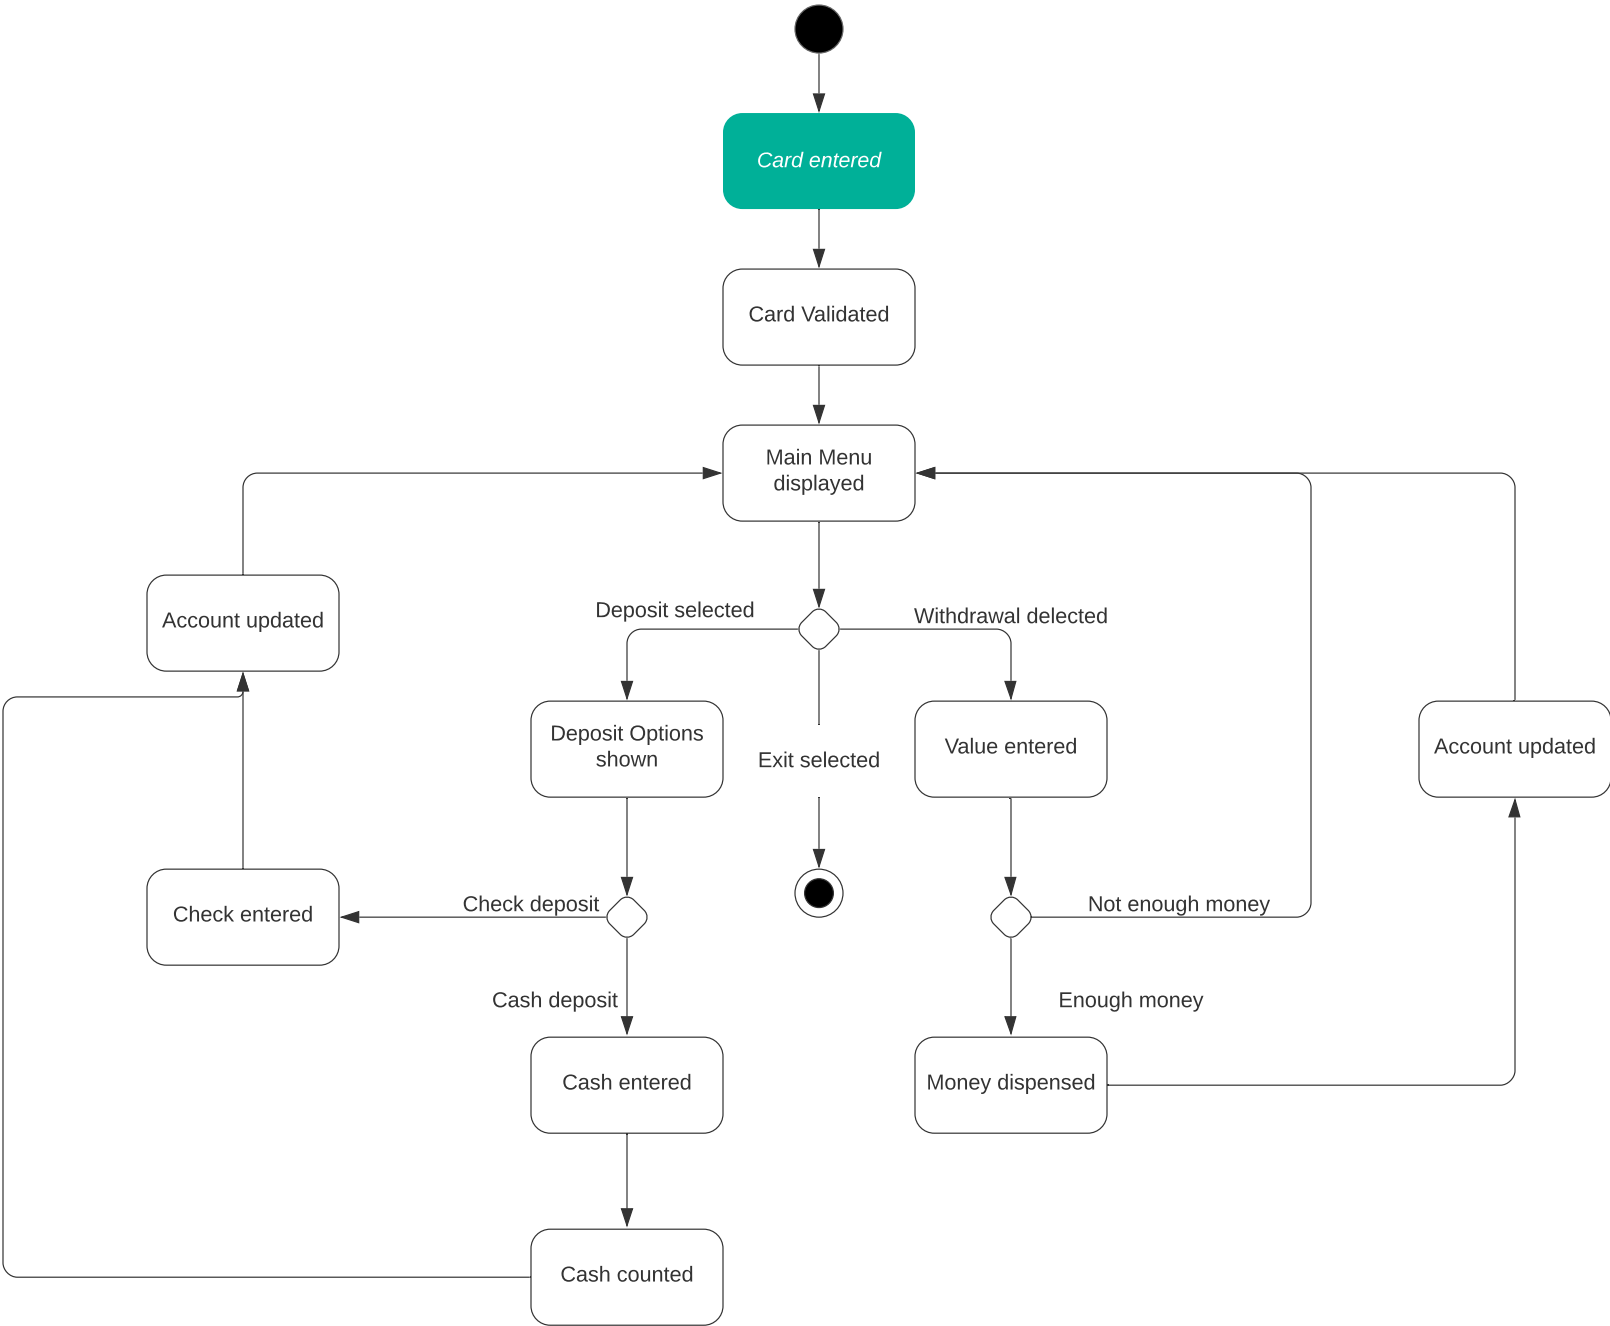 Card entered
Card Validated
Main Menu
displayed
Account updated
Deposit selected
Withdrawal delected
Deposit Options
shown
Exit selected
Value entered
Account updated
Check entered
Check deposit
Not enough money
Cash deposit
Enough money
Cash entered
Money dispensed
Cash counted